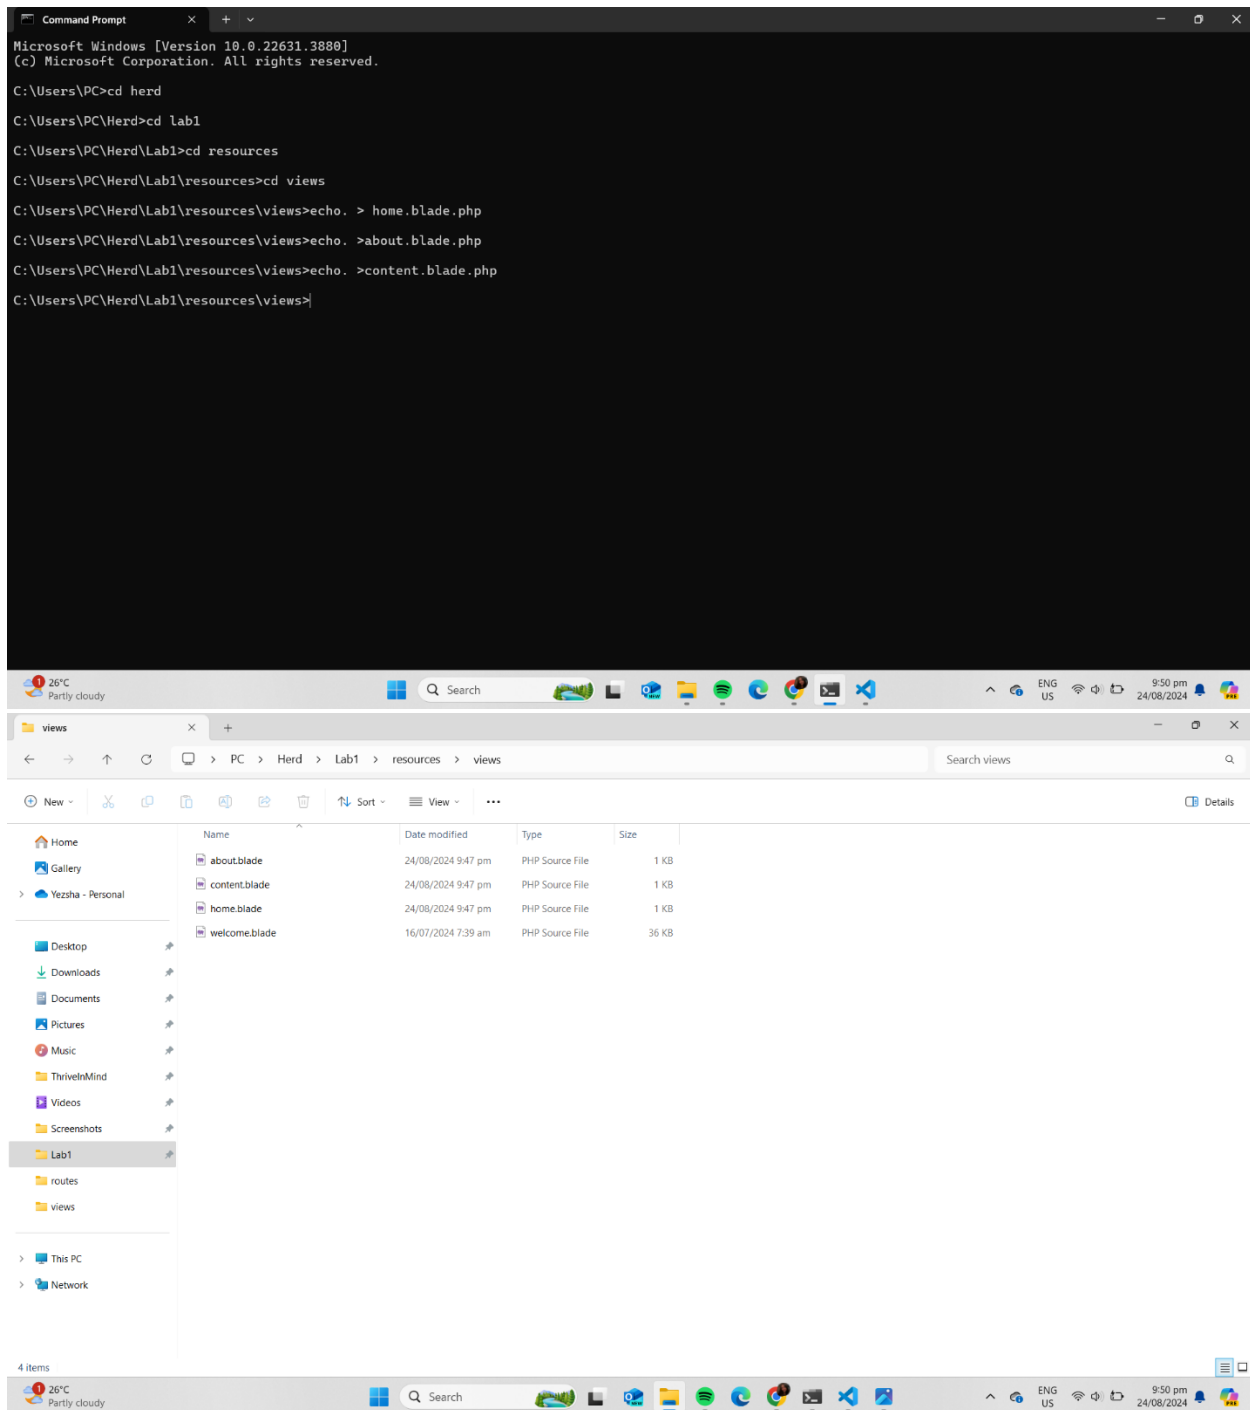 Command Prompt
Microsoft Windows [Version 10.0.22631.3880]
(c) Microsoft Corporation. All rights reserved.
C:\Users\PC>cd herd
C:\Users\PC\Herd>cd lab1
C:\Users\PC\Herd\Lab1>cd resources
C:\Users\PC\Herd\Lab1\resources>cd views
C:\Users\PC\Herd\Lab1\resources\views>echo. > home.blade.php
C:\Users\PC\Herd\Lab1\resources\views>echo. >about.blade.php
C:\Users\PC\Herd\Lab1\resources\views>echo. >content.blade.php
C:\Users\PC\Herd\Lab1\resources\views>
1 26°C Search ENG 9:50 pm
Partly cloudy US 24/08/2024
views
> PC > Herd > Lab1 > resources > views Search views
New Sort View ... Details
Name Date modified Type Size
Home
about.blade 24/08/2024 9:47 pm PHP Source File 1 KB
Gallery
content.blade 24/08/2024 9:47 pm PHP Source File 1 KB
Yezsha - Personal
home.blade 24/08/2024 9:47 pm PHP Source File 1 KB
welcome.blade 16/07/2024 7:39 am PHP Source File 36 KB
Desktop
Downloads
Documents
Pictures
Music
ThriveInMind
Videos
Screenshots
Lab1
routes
views
This PC
Network
4 items
1 26°C Search ENG 9:50 pm
Partly cloudy US 24/08/2024